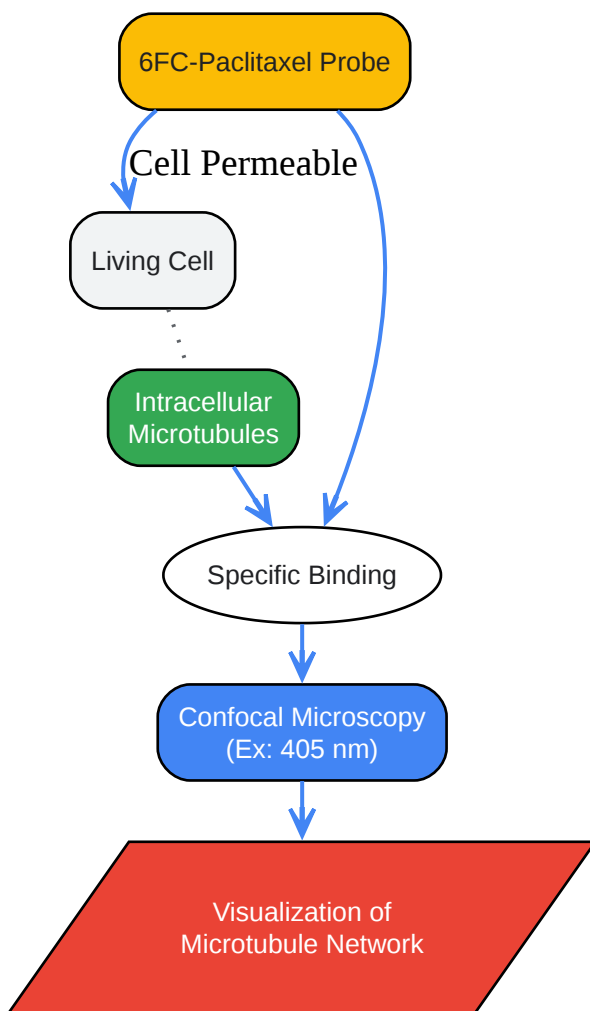 6FC-Paclitaxel Probe
Cell Permeable
Living Cell
Intracellular
Microtubules
Specific Binding
Confocal Microscopy
(Ex: 405 nm)
Visualization of
Microtubule Network